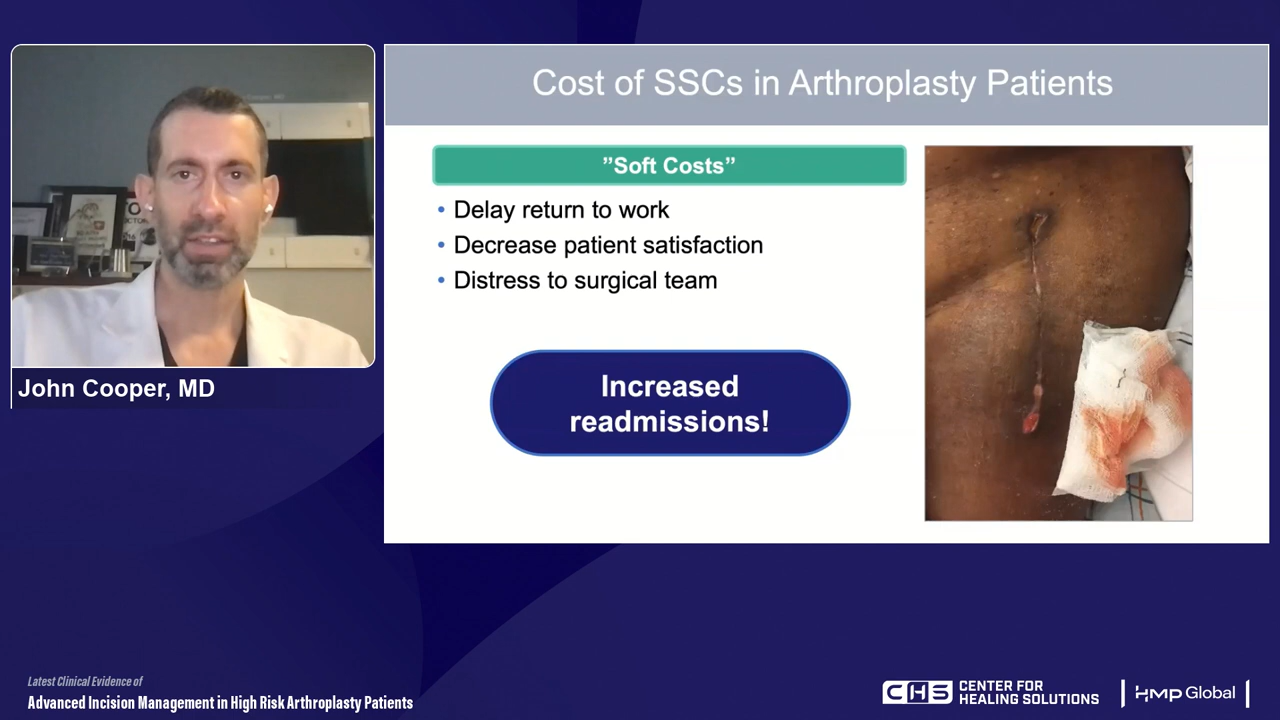 Cost of SSCs in Arthroplasty Patients
”Soft Costs”
• Delay return to work
• Decrease patient satisfaction
• Distress to surgical team
Increased
readmissions!
John Cooper, MD
Latest Clinical Evidence of
Advanced Incision Management in High Risk Arthroplasty Patients
CHS CENTER FOR
HEALING SOLUTIONS
HMP Global